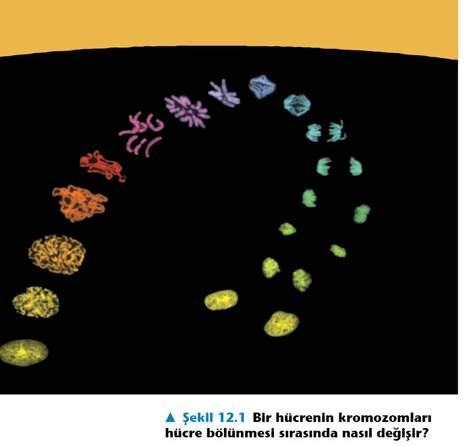 ▲ Şekil 12.1 Bir hücrenin kromozomları
hücre bölünmesi sırasında nasıl değişir?